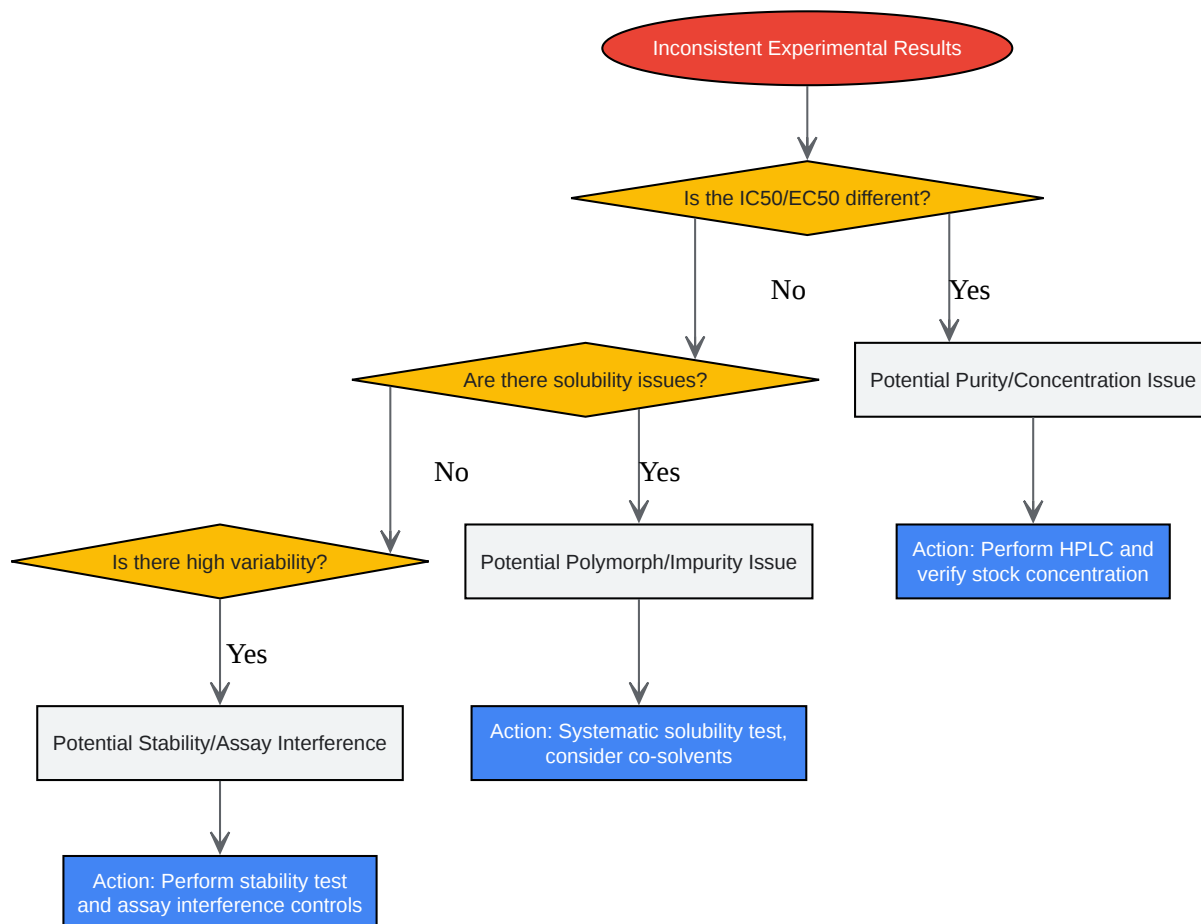 Inconsistent Experimental Results
Is the IC50/EC50 different?
No
Yes
Are there solubility issues?
Potential Purity/Concentration Issue
No
Yes
Is there high variability?
Potential Polymorph/Impurity Issue
Action: Perform HPLC and
verify stock concentration
Yes
Potential Stability/Assay Interference
Action: Systematic solubility test,
consider co-solvents
Action: Perform stability test
and assay interference controls